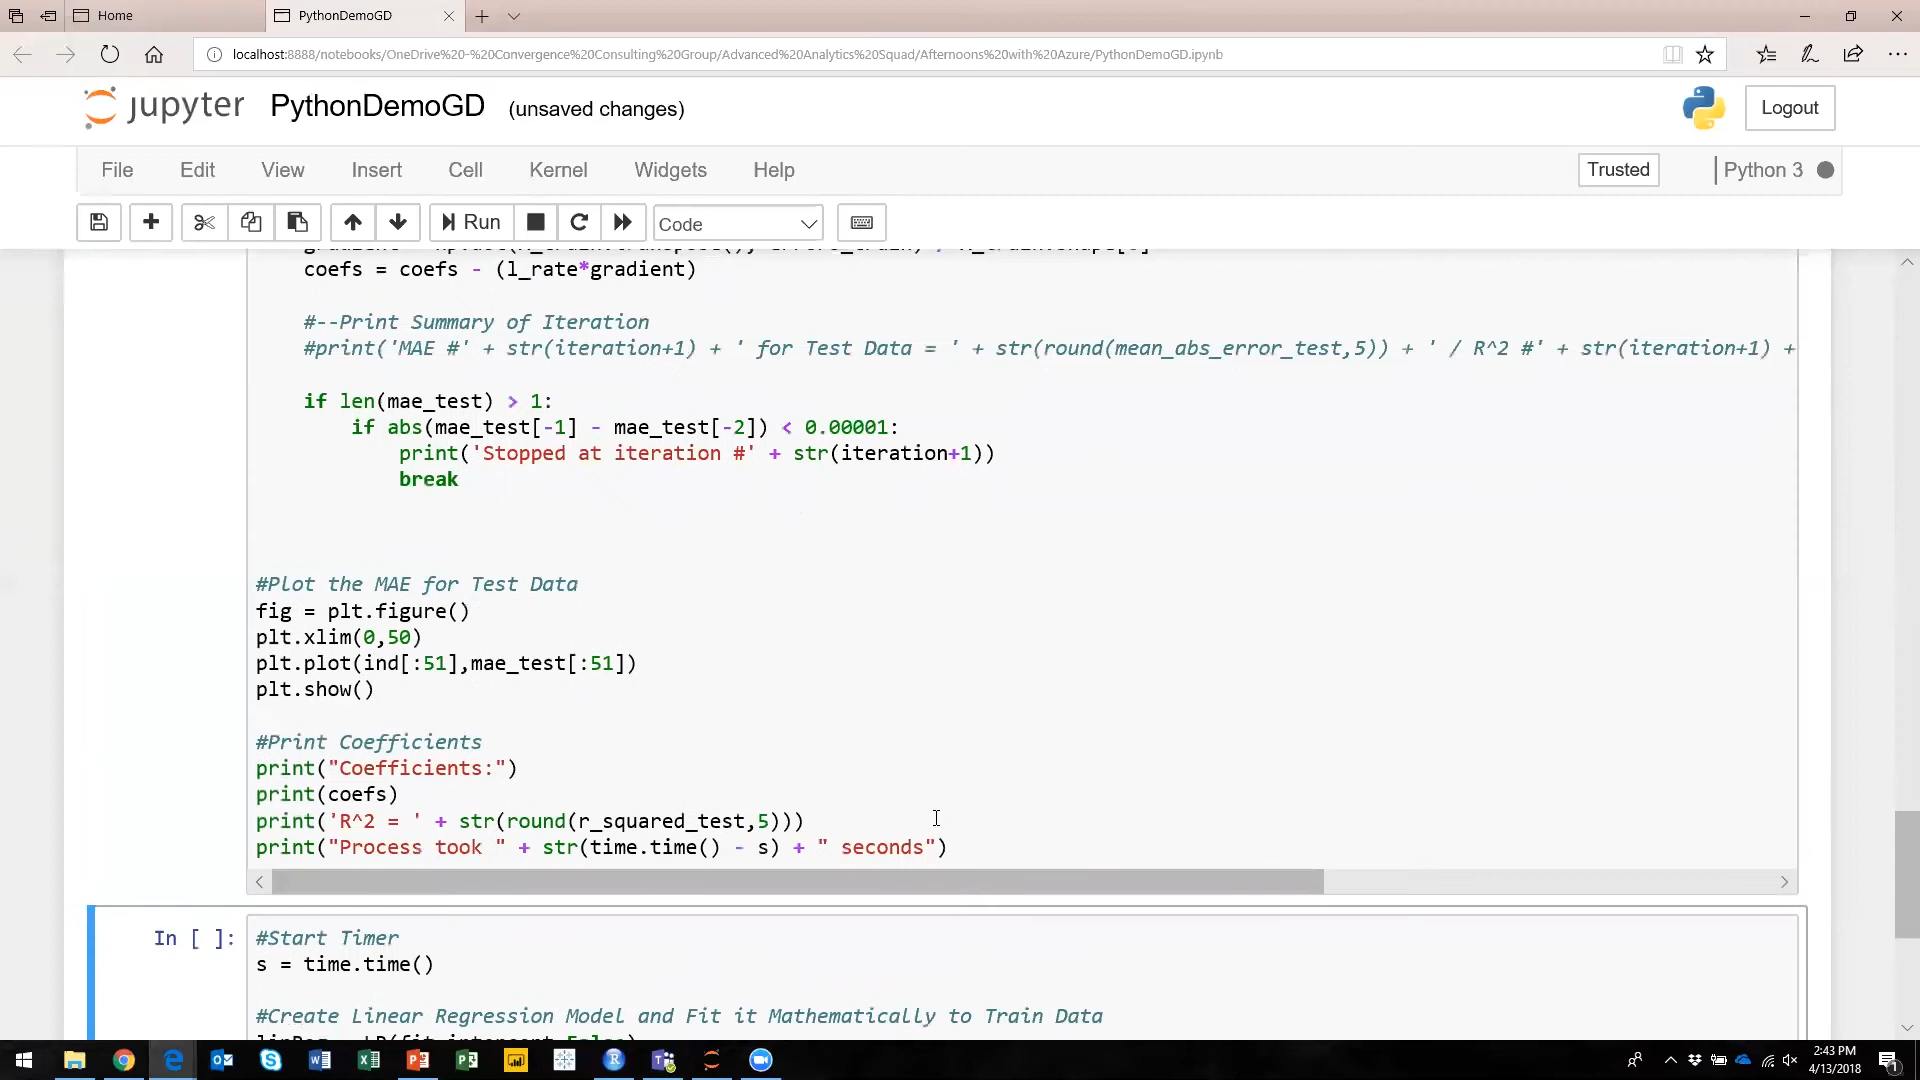 Home
PythonDemoGD
localhost:8888/notebooks/OneDrive%20-%20Convergence%20Consulting%20Group/Advanced%20Analytics%20Squad/Afternoons%20with%20Azure/PythonDemoGD.ipynb
jupyter PythonDemoGD (unsaved changes)
Logout
File Edit View Insert Cell Kernel Widgets Help
Trusted
Python 3
Run
Code
coefs = coefs - (l_rate*gradient)
#--Print Summary of Iteration
#print('MAE #' + str(iteration+1) + ' for Test Data = ' + str(round(mean_abs_error_test,5)) + ' / R^2 #' + str(iteration+1) +
if len(mae_test) > 1:
if abs(mae_test[-1] - mae_test[-2]) < 0.00001:
print('Stopped at iteration #' + str(iteration+1))
break
#Plot the MAE for Test Data
fig = plt.figure()
plt.xlim(0,50)
plt.plot(ind[:51],mae_test[:51])
plt.show()
#Print Coefficients
print("Coefficients:")
print(coefs)
print('R^2 = ' + str(round(r_squared_test,5)))
print("Process took " + str(time.time() - s) + " seconds")
In [ ]:
#Start Timer
s = time.time()
#Create Linear Regression Model and Fit it Mathematically to Train Data
2:43 PM
4/13/2018